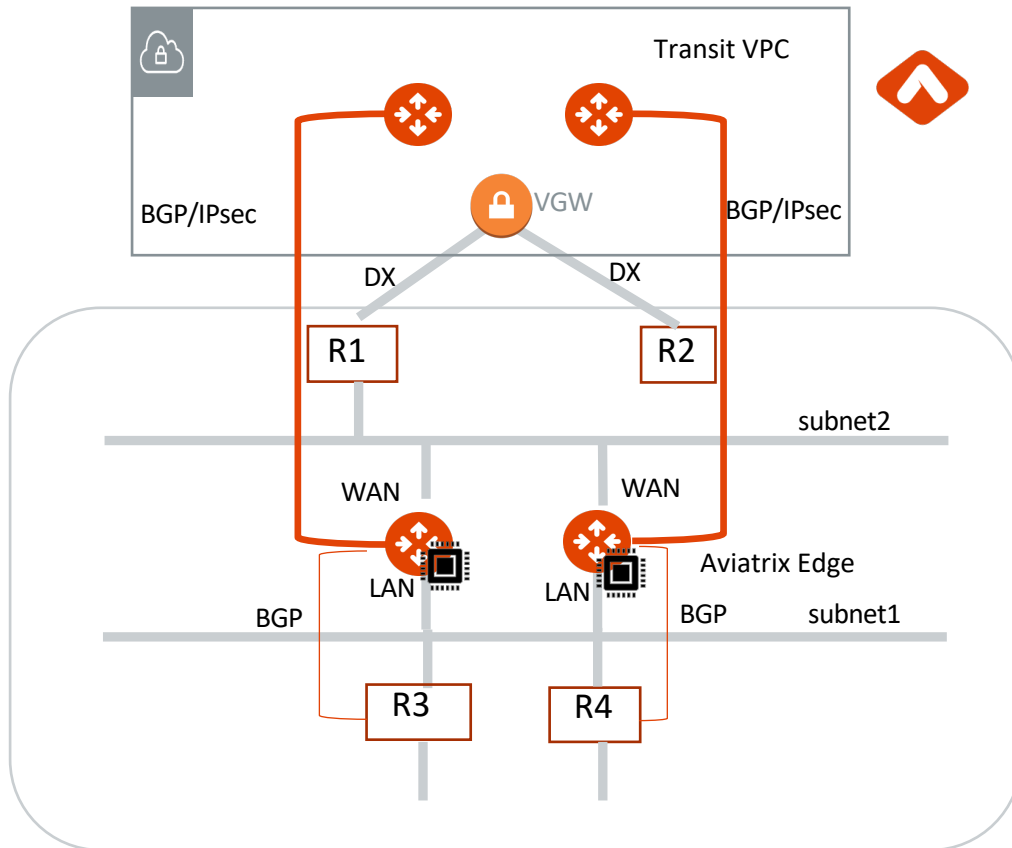 Transit VPC
BGP/IPsec
VGW
BGP/IPsec
DX
DX
R1
R2
subnet2
WAN
WAN
Aviatrix Edge
LAN
LAN
BGP
BGP
subnet1
R3
R4